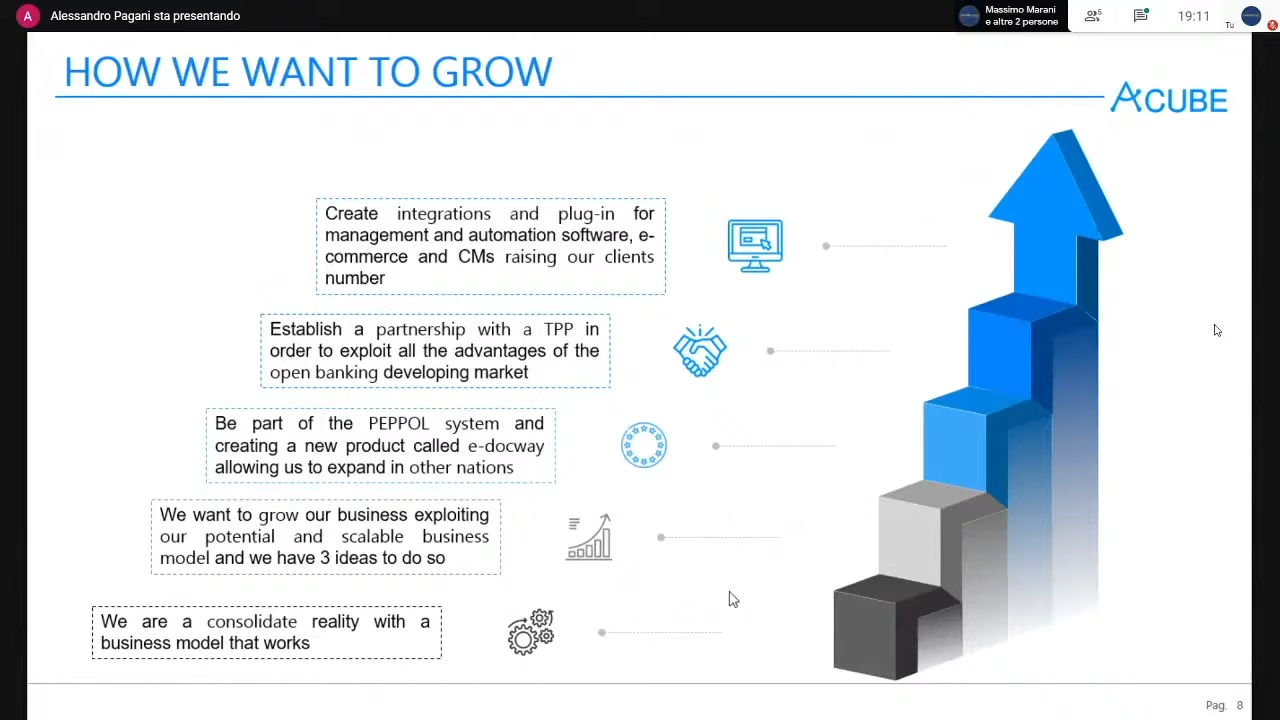 A
Alessandro Pagani sta presentando
Massimo Marani
e altre 2 persone
6
19:11
Tu
HOW WE WANT TO GROW
ACUBE
Create integrations and plug-in for
management and automation software, e-
commerce and CMs raising our clients
number
Establish a partnership with a TPP in
order to exploit all the advantages of the
open banking developing market
Be part of the PEPPOL system and
creating a new product called e-docway
allowing us to expand in other nations
We want to grow our business exploiting
our potential and scalable business
model and we have 3 ideas to do so
We are a consolidate reality with a
business model that works
Pag. 8